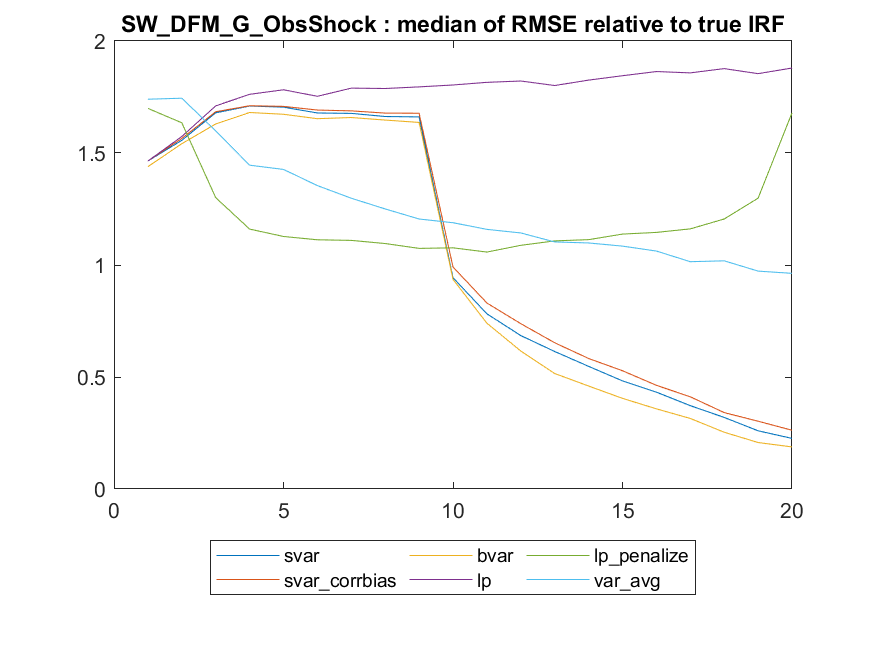 SW_DFM_G_ObsShock : median of RMSE relative to true IRF
2
1.5
1
0.5
0
0 5 10 15 20
svar bvar lp_penalize
svar_corrbias lp var_avg